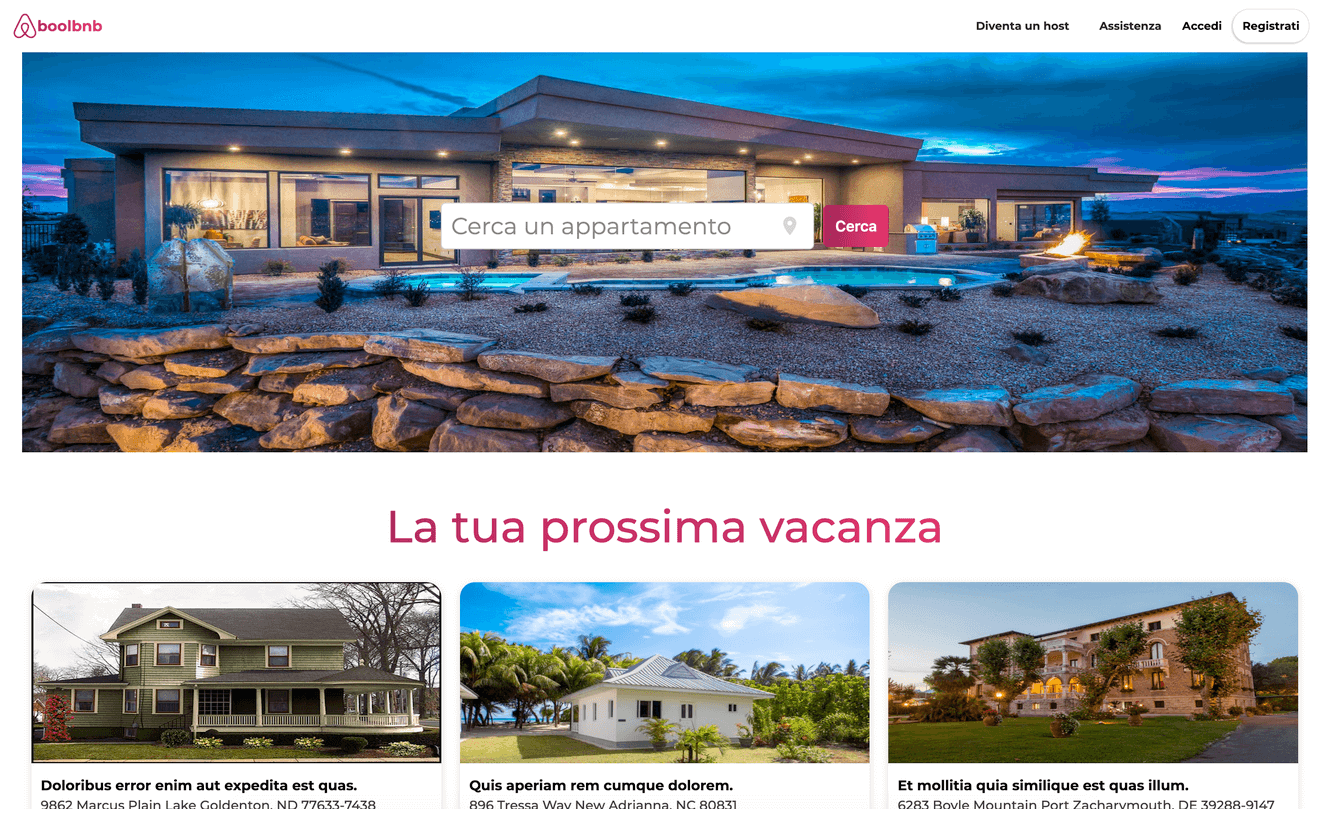 boolbnb
Diventa un host Assistenza Accedi Registrati
Cerca un appartamento Cerca
La tua prossima vacanza
Doloribus error enim aut expedita est quas.
9862 Marcus Plain Lake Goldenton, ND 77633-7438
Quis aperiam rem cumque dolorem.
896 Tressa Way New Adrianna, NC 80831
Et mollitia quia similique est quas illum.
6283 Boyle Mountain Port Zacharymouth, DE 39288-9147